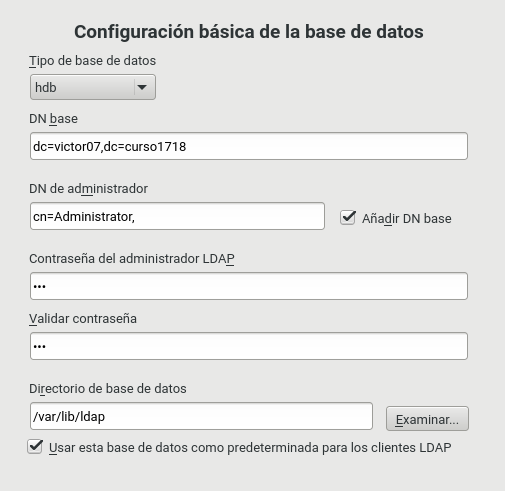 Configuración básica de la base de datos
Tipo de base de datos
hdb
DN base
dc=victor07,dc=curso1718
DN de administrador
cn=Administrator,
Añadir DN base
Contraseña del administrador LDAP
•••
Validar contraseña
•••
Directorio de base de datos
/var/lib/ldap
Examinar...
Usar esta base de datos como predeterminada para los clientes LDAP